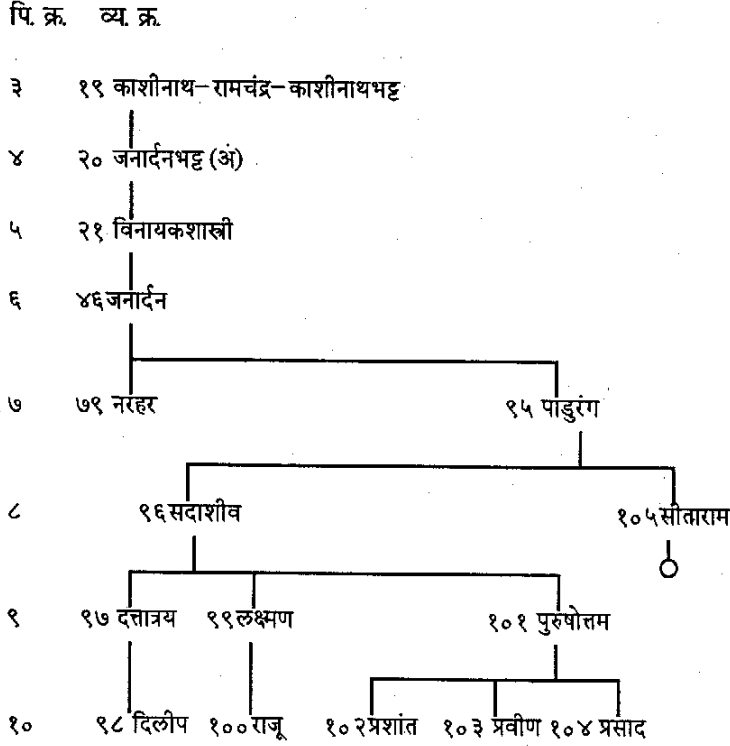 पि. क्र. व्य. क्र.
३ १९ काशीनाथ-रामचंद्र-काशीनाथभट्ट
४ २० जनार्दनभट्ट (अं)
५ २१ विनायकशास्त्री
६ ४६ जनार्दन
७ ७९ नरहर ९५ पांडुरंग
८ ९६ सदाशीव १०५ सीताराम
९ ९७ दत्तात्रय ९९ लक्ष्मण १०१ पुरुषोत्तम
१० ९८ दिलीप १०० राजू १०२ प्रशांत १०३ प्रवीण १०४ प्रसाद